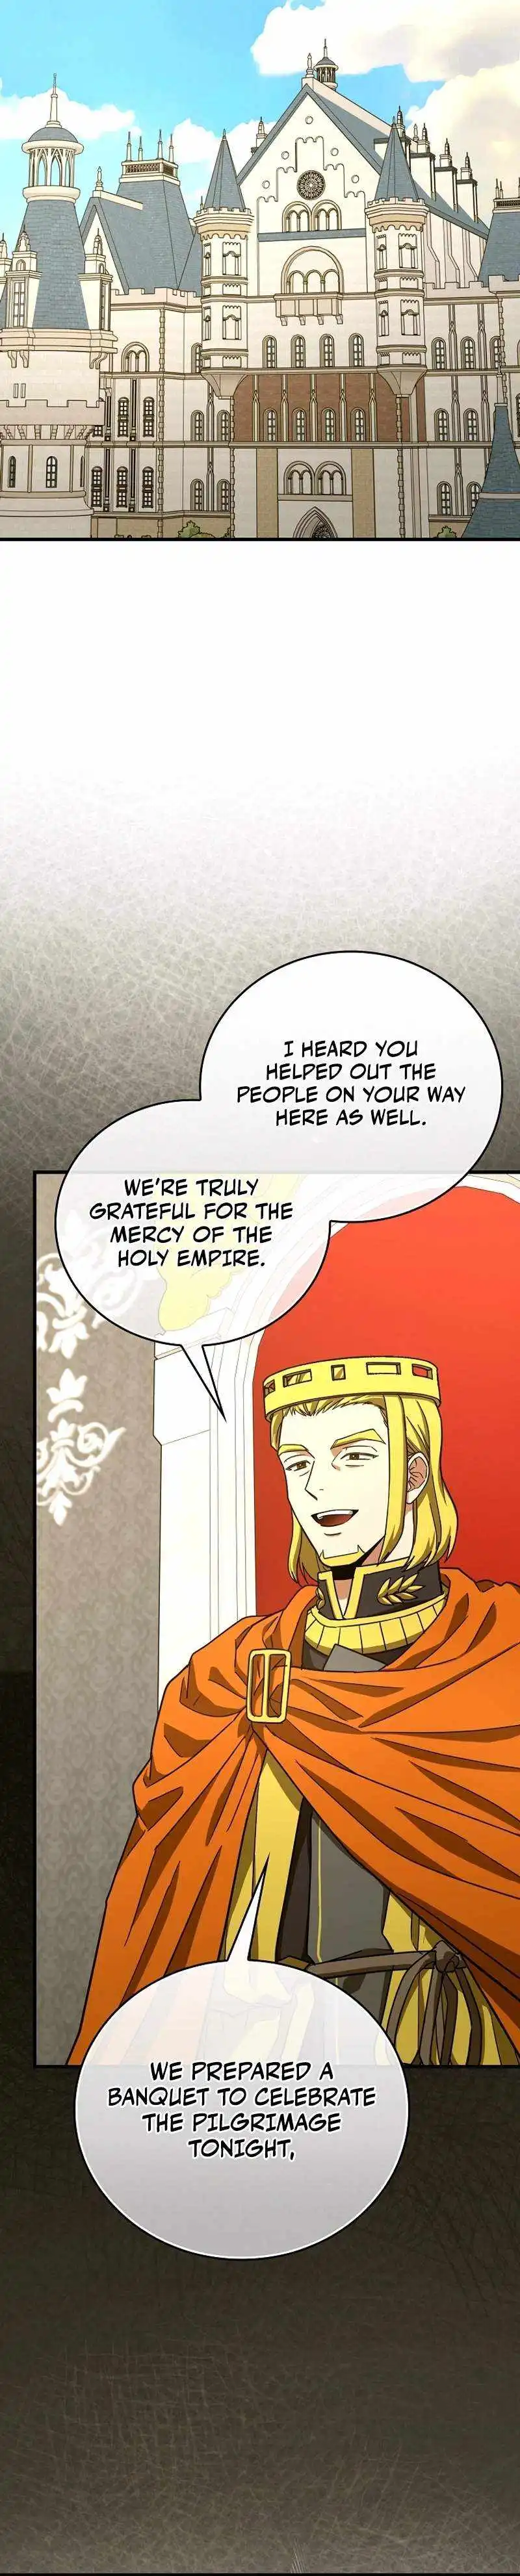 I HEARD YOU
HELPED OUT THE
PEOPLE ON YOUR WAY
HERE AS WELL.
WE'RE TRULY
GRATEFUL FOR THE
MERCY OF THE
HOLY EMPIRE.
WE PREPARED A
BANQUET TO CELEBRATE
THE PILGRIMAGE
TONIGHT,